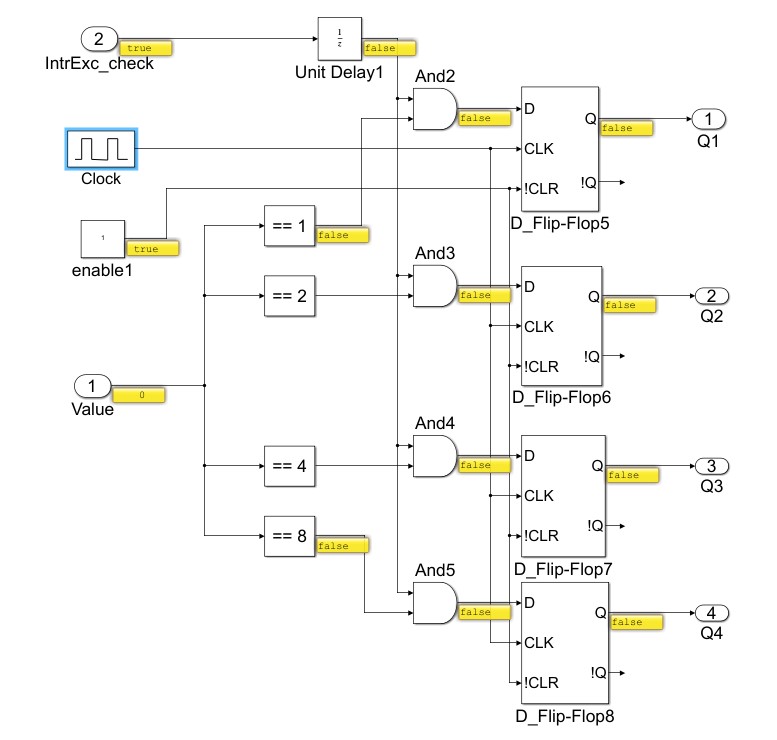 2
true
IntrExc_check
1
z
false
Unit Delay1
And2
false
D
Q
false
1
Q1
CLK
!CLR
!Q
D_Flip-Flop5
Clock
1
true
enable1
== 1
false
And3
== 2
false
D
Q
false
2
Q2
CLK
!Q
!CLR
D_Flip-Flop6
1
0
Value
And4
== 4
false
D
Q
false
3
Q3
CLK
!Q
!CLR
D_Flip-Flop7
== 8
false
And5
false
D
Q
false
4
Q4
CLK
!Q
!CLR
D_Flip-Flop8